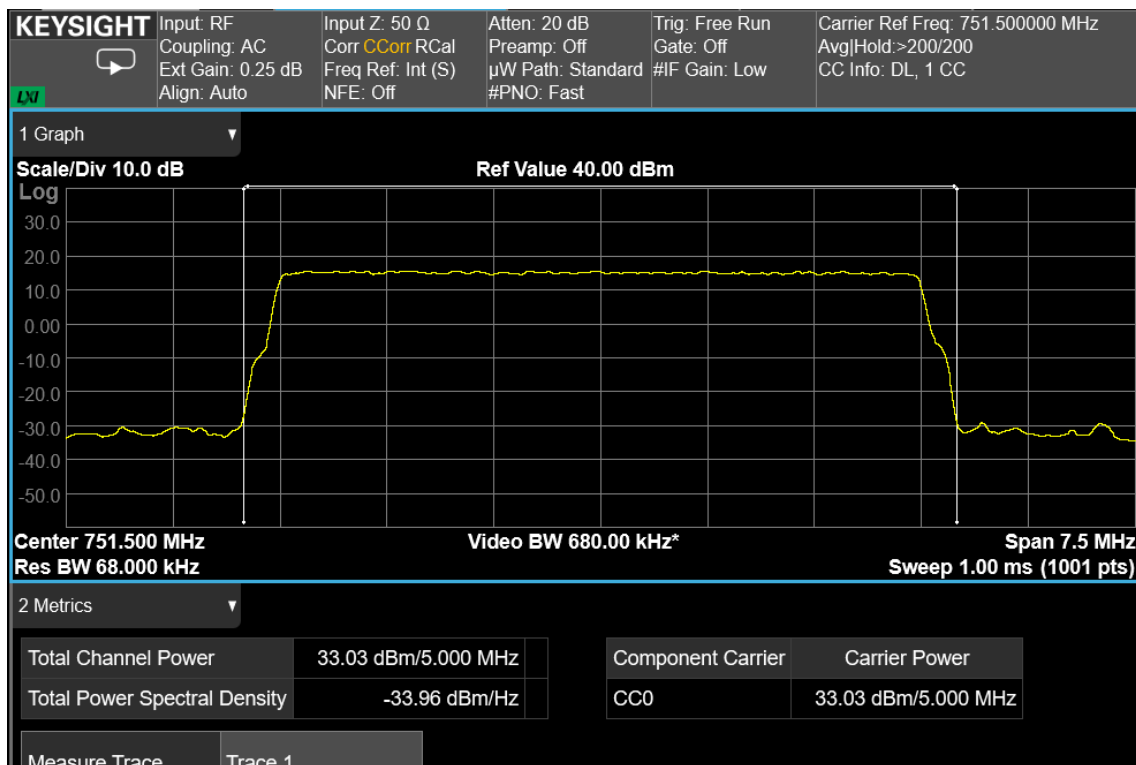 KEYSIGHT Input: RF Input Z: 50 Ω Atten: 20 dB Trig: Free Run Carrier Ref Freq: 751.500000 MHz
Coupling: AC Corr CCorr RCal Preamp: Off Gate: Off Avg|Hold:>200/200
Ext Gain: 0.25 dB Freq Ref: Int (S) µW Path: Standard #IF Gain: Low CC Info: DL, 1 CC
LXI Align: Auto NFE: Off #PNO: Fast
1 Graph
Scale/Div 10.0 dB Ref Value 40.00 dBm
Log
30.0
20.0
10.0
0.00
-10.0
-20.0
-30.0
-40.0
-50.0
Center 751.500 MHz Video BW 680.00 kHz* Span 7.5 MHz
Res BW 68.000 kHz Sweep 1.00 ms (1001 pts)
2 Metrics
Total Channel Power 33.03 dBm/5.000 MHz Component Carrier Carrier Power
Total Power Spectral Density -33.96 dBm/Hz CC0 33.03 dBm/5.000 MHz
Measure Trace Trace 1